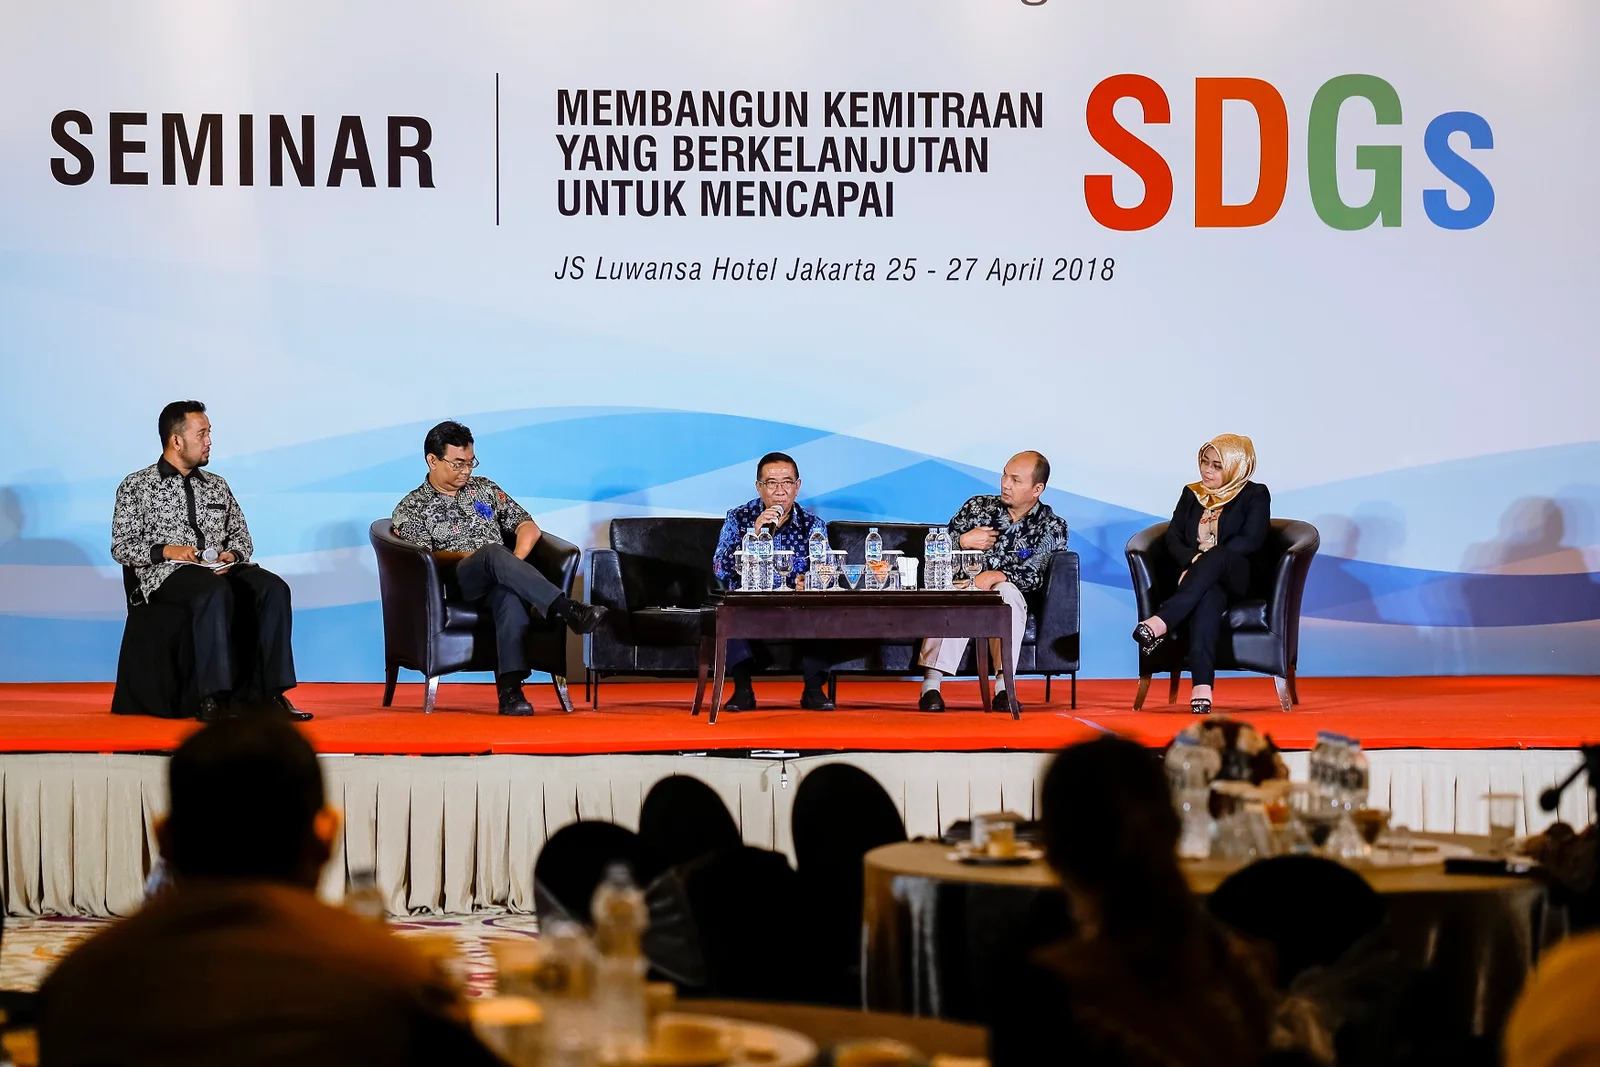 SEMINAR
MEMBANGUN KEMITRAAN
YANG BERKELANJUTAN
UNTUK MENCAPAI
SDGs
JS Luwansa Hotel Jakarta 25 - 27 April 2018